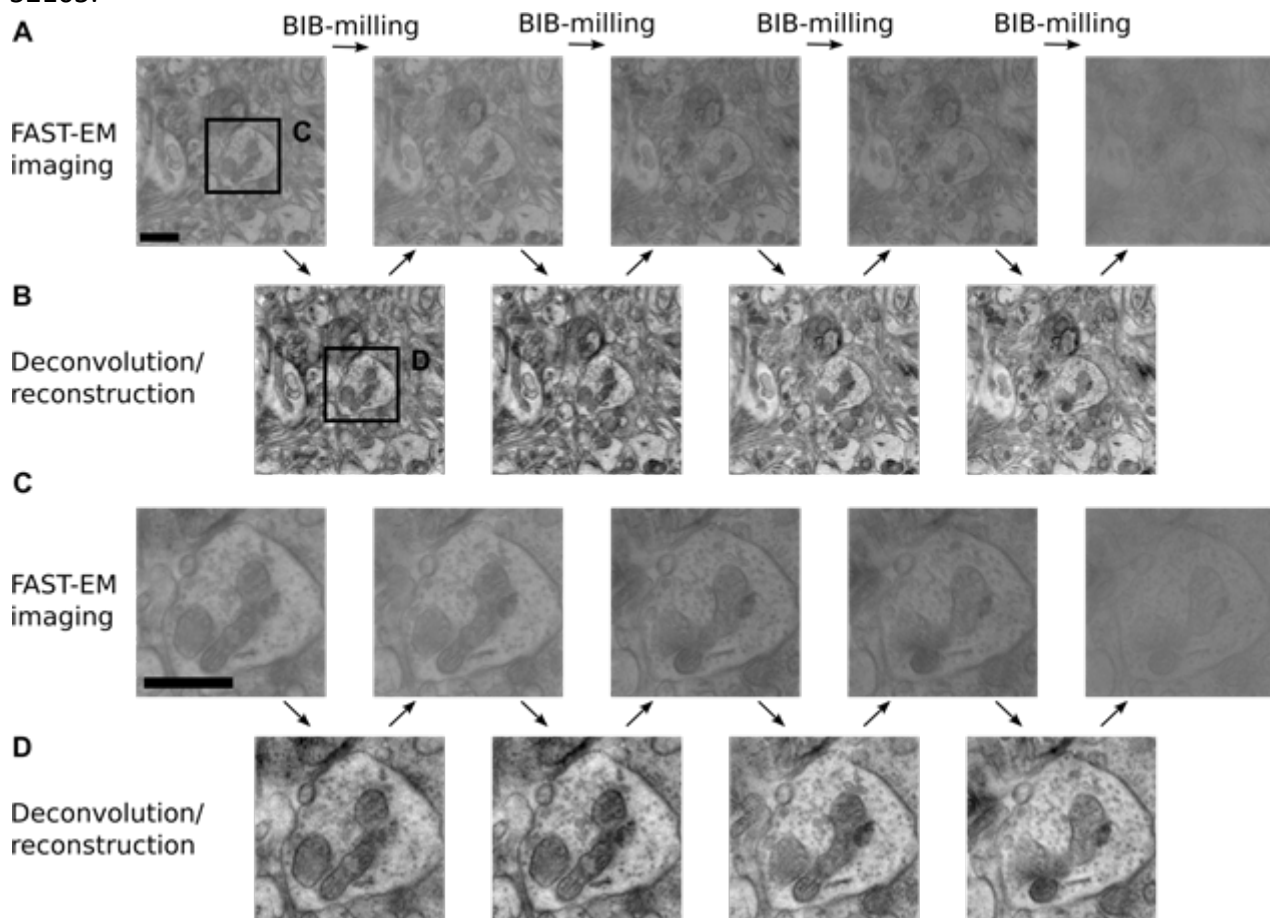 A
BIB-milling BIB-milling BIB-milling BIB-milling
FAST-EM
imaging
C
B
Deconvolution/
reconstruction
D
C
FAST-EM
imaging
D
Deconvolution/
reconstruction